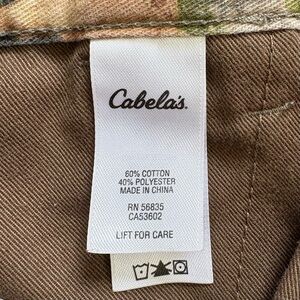 Cabela's
60% COTTON
40% POLYESTER
MADE IN CHINA
RN 56835
CA53602
LIFT FOR CARE